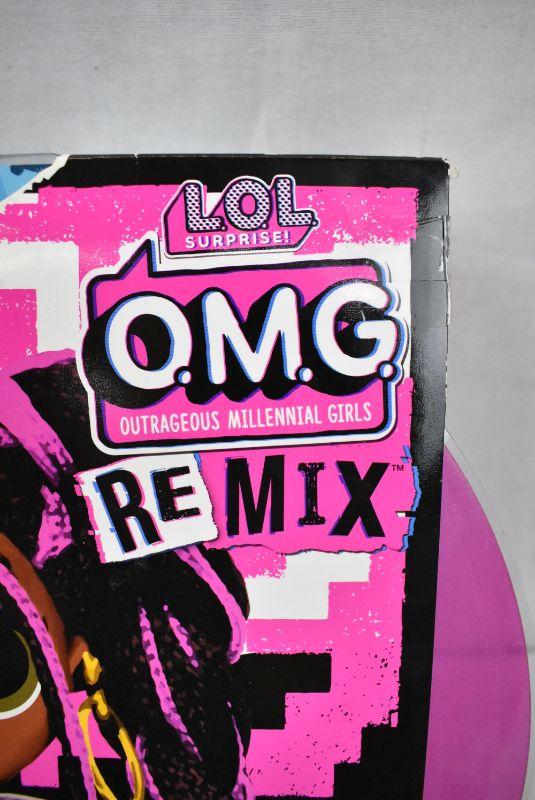 L.O.L.
SURPRISE!
O.M.G.
OUTRAGEOUS MILLENNIAL GIRLS
REMIX™